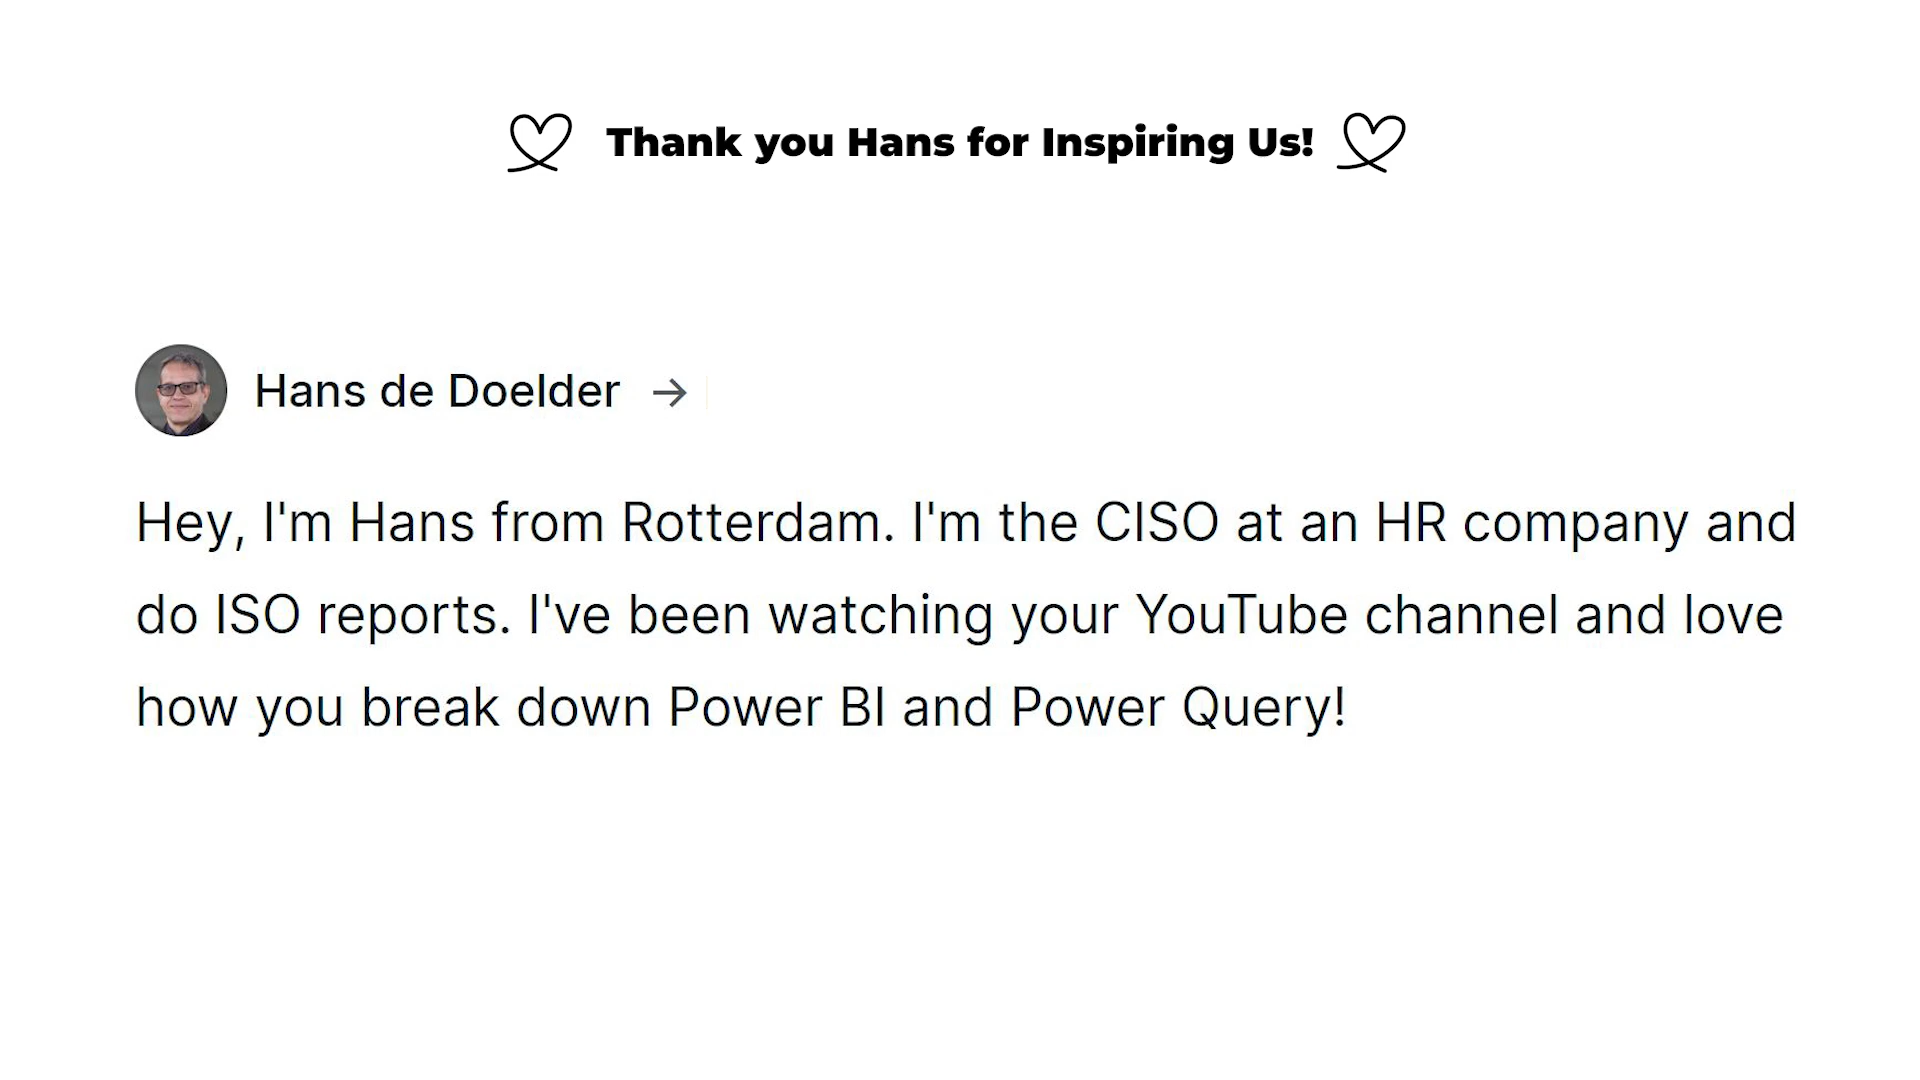 Thank you Hans for Inspiring Us!
Hans de Doelder →
Hey, I'm Hans from Rotterdam. I'm the CISO at an HR company and
do ISO reports. I've been watching your YouTube channel and love
how you break down Power BI and Power Query!